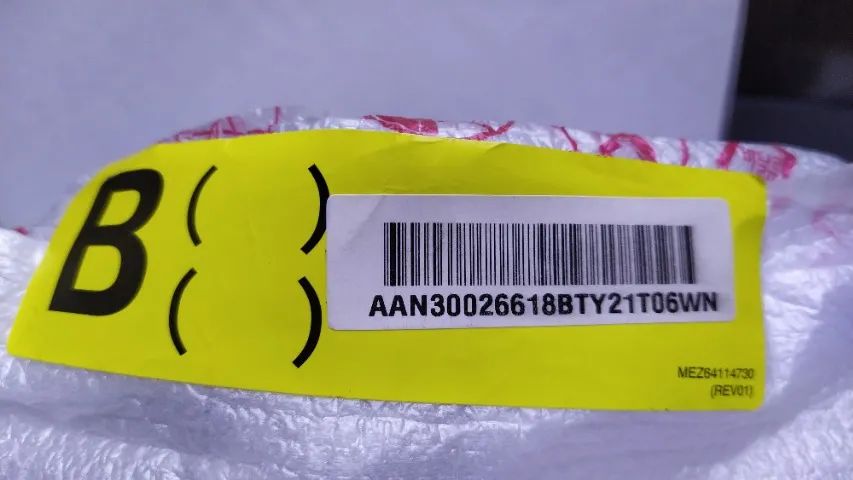 B ( )
( )
AAN30026618BTY21T06WN
MEZ64114730
(REV01)